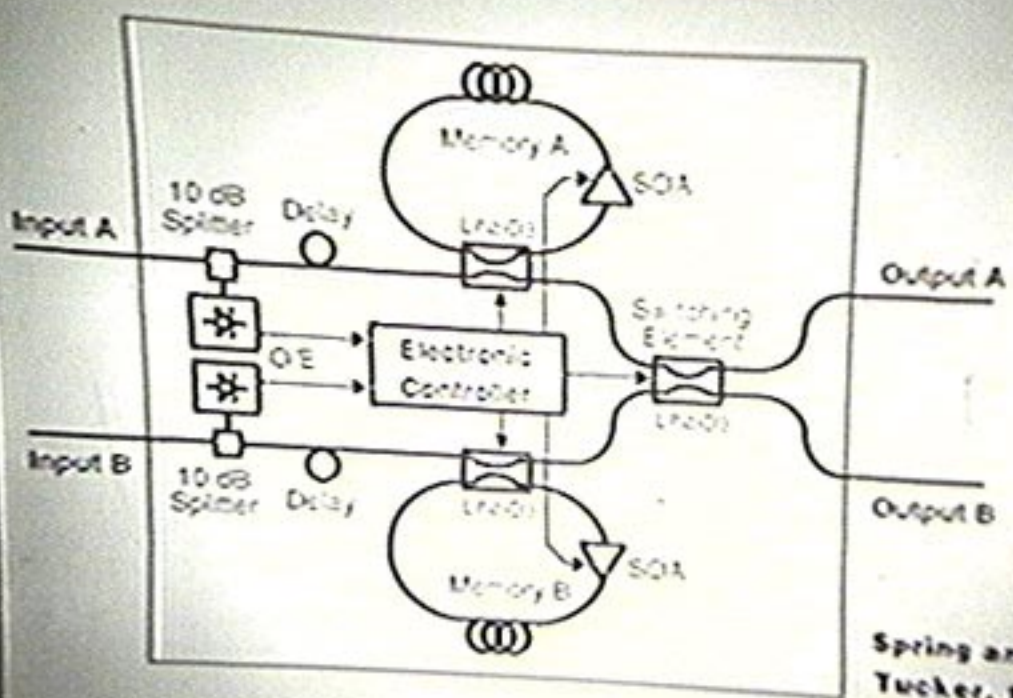 Memory A
SOA
10 dB
Splitter
Delay
Input A
Output A
Switching
Element
O/E
Electronic
Controller
Input B
10 dB
Splitter
Delay
Output B
Memory B
SOA
Spring
Tucker,